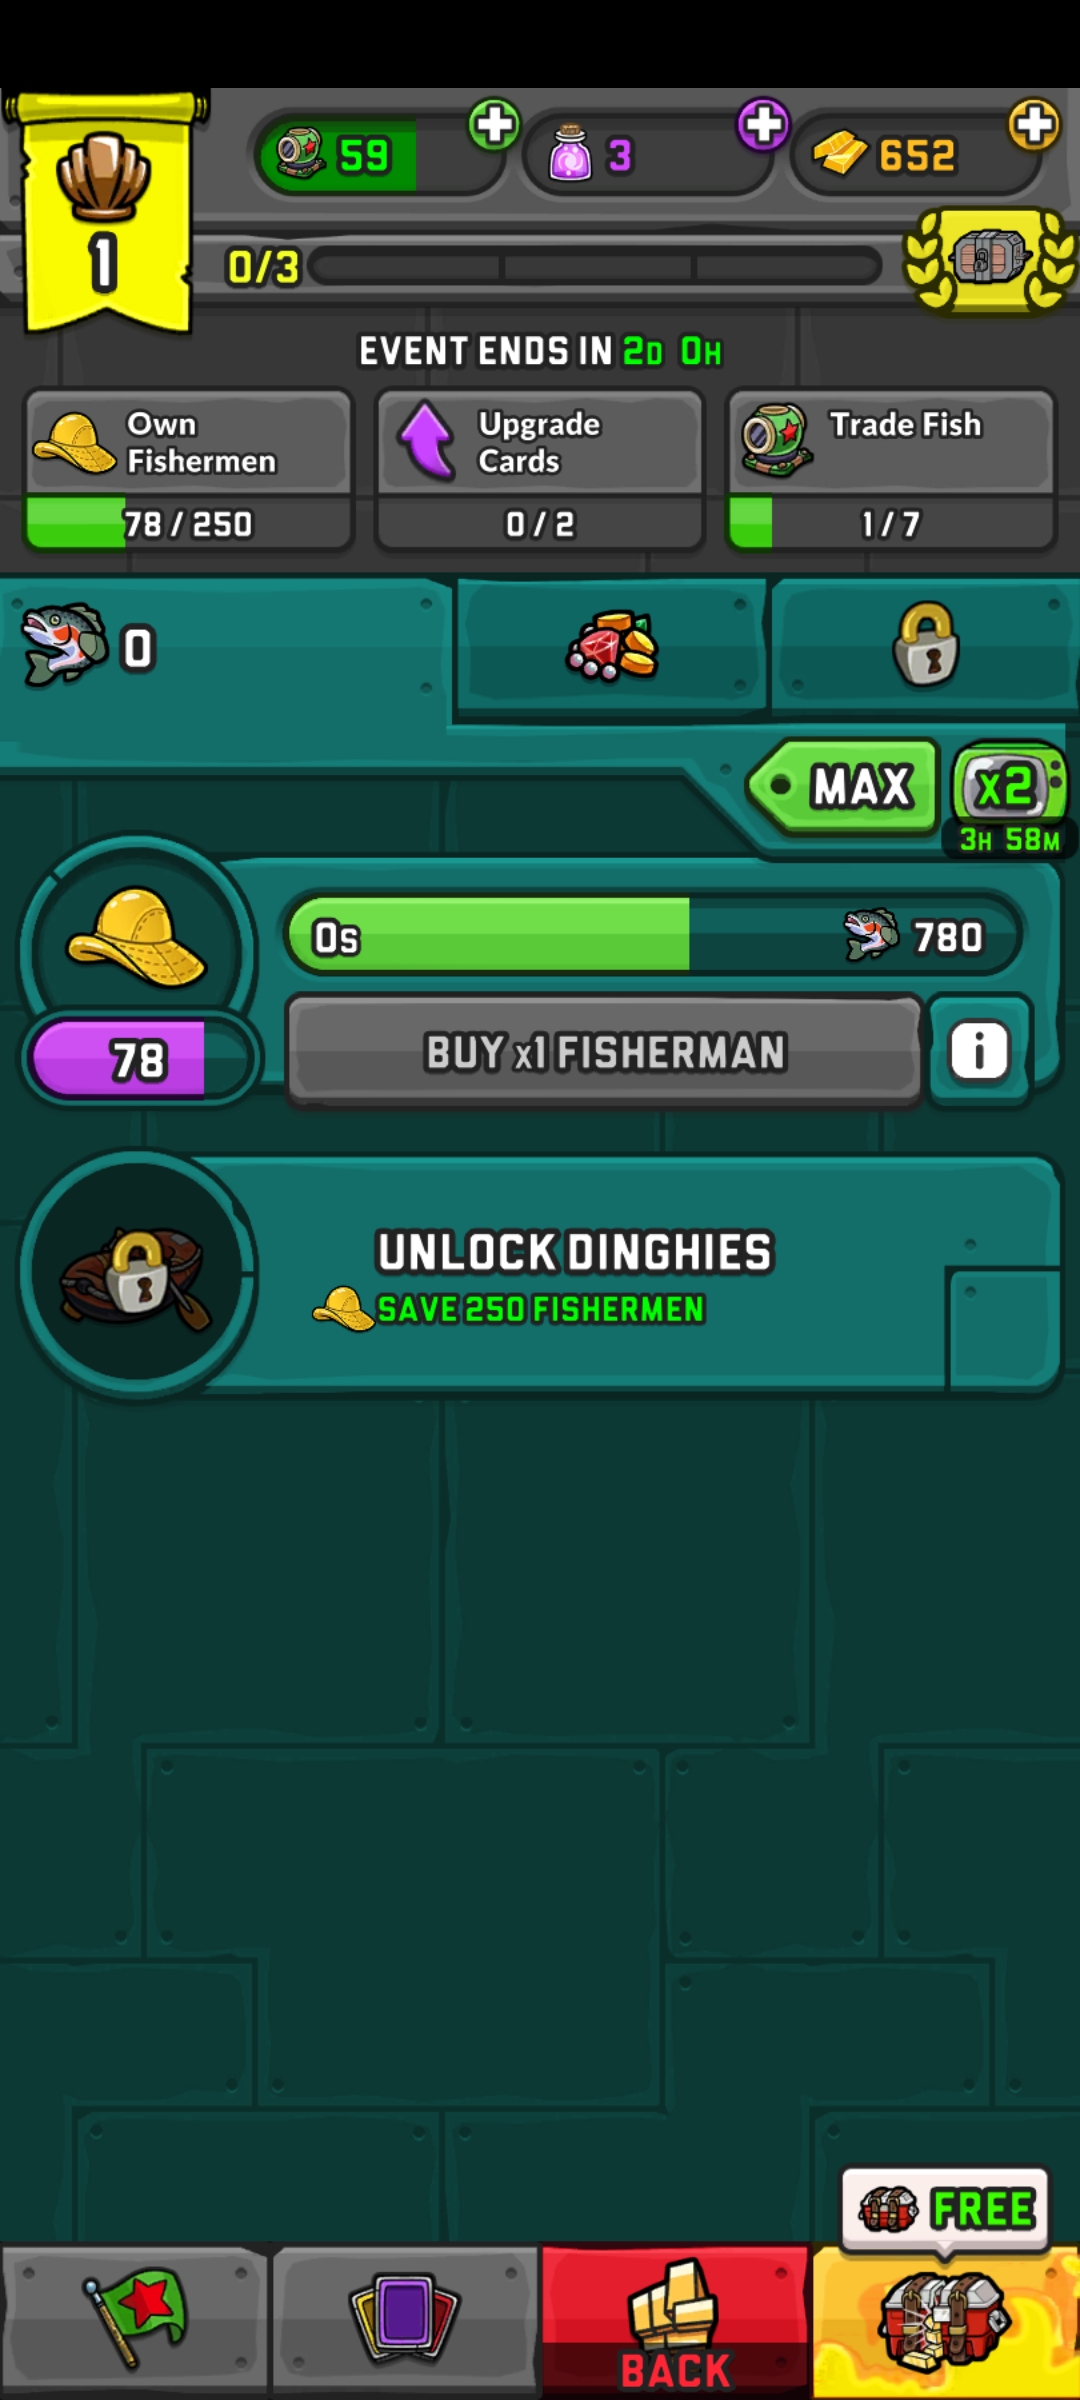 59
3
652
1
0/3
EVENT ENDS IN 2D 0H
Own Fishermen
78 / 250
Upgrade Cards
0 / 2
Trade Fish
1 / 7
0
MAX
x2
3H 58M
0s
780
78
BUY x1 FISHERMAN
i
UNLOCK DINGHIES
SAVE 250 FISHERMEN
FREE
BACK